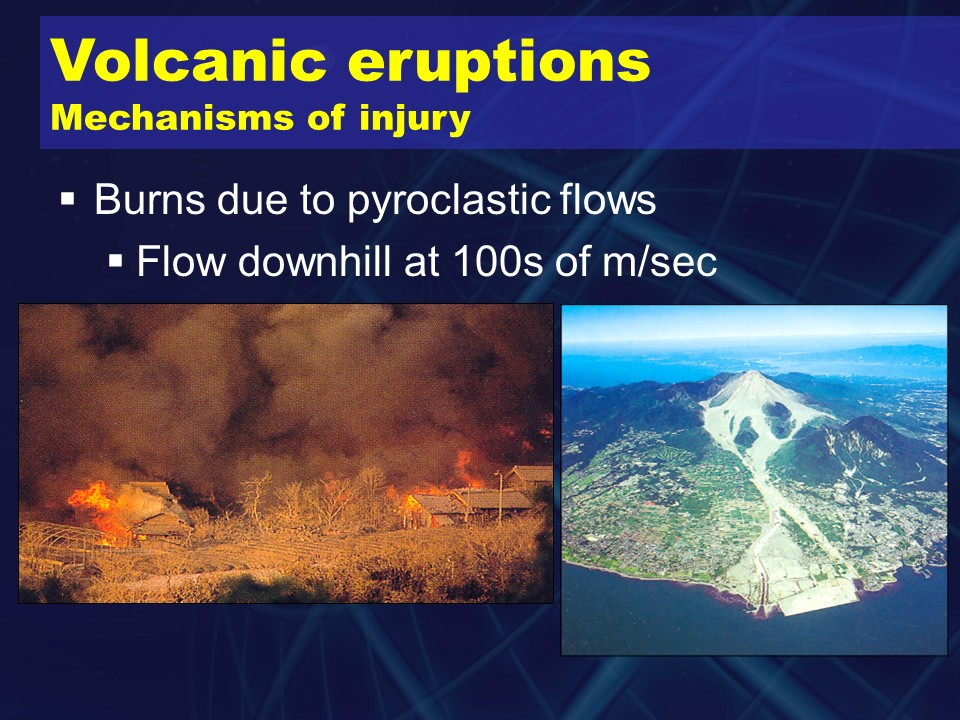 Volcanic eruptions
Mechanisms of injury
▪ Burns due to pyroclastic flows
▪ Flow downhill at 100s of m/sec